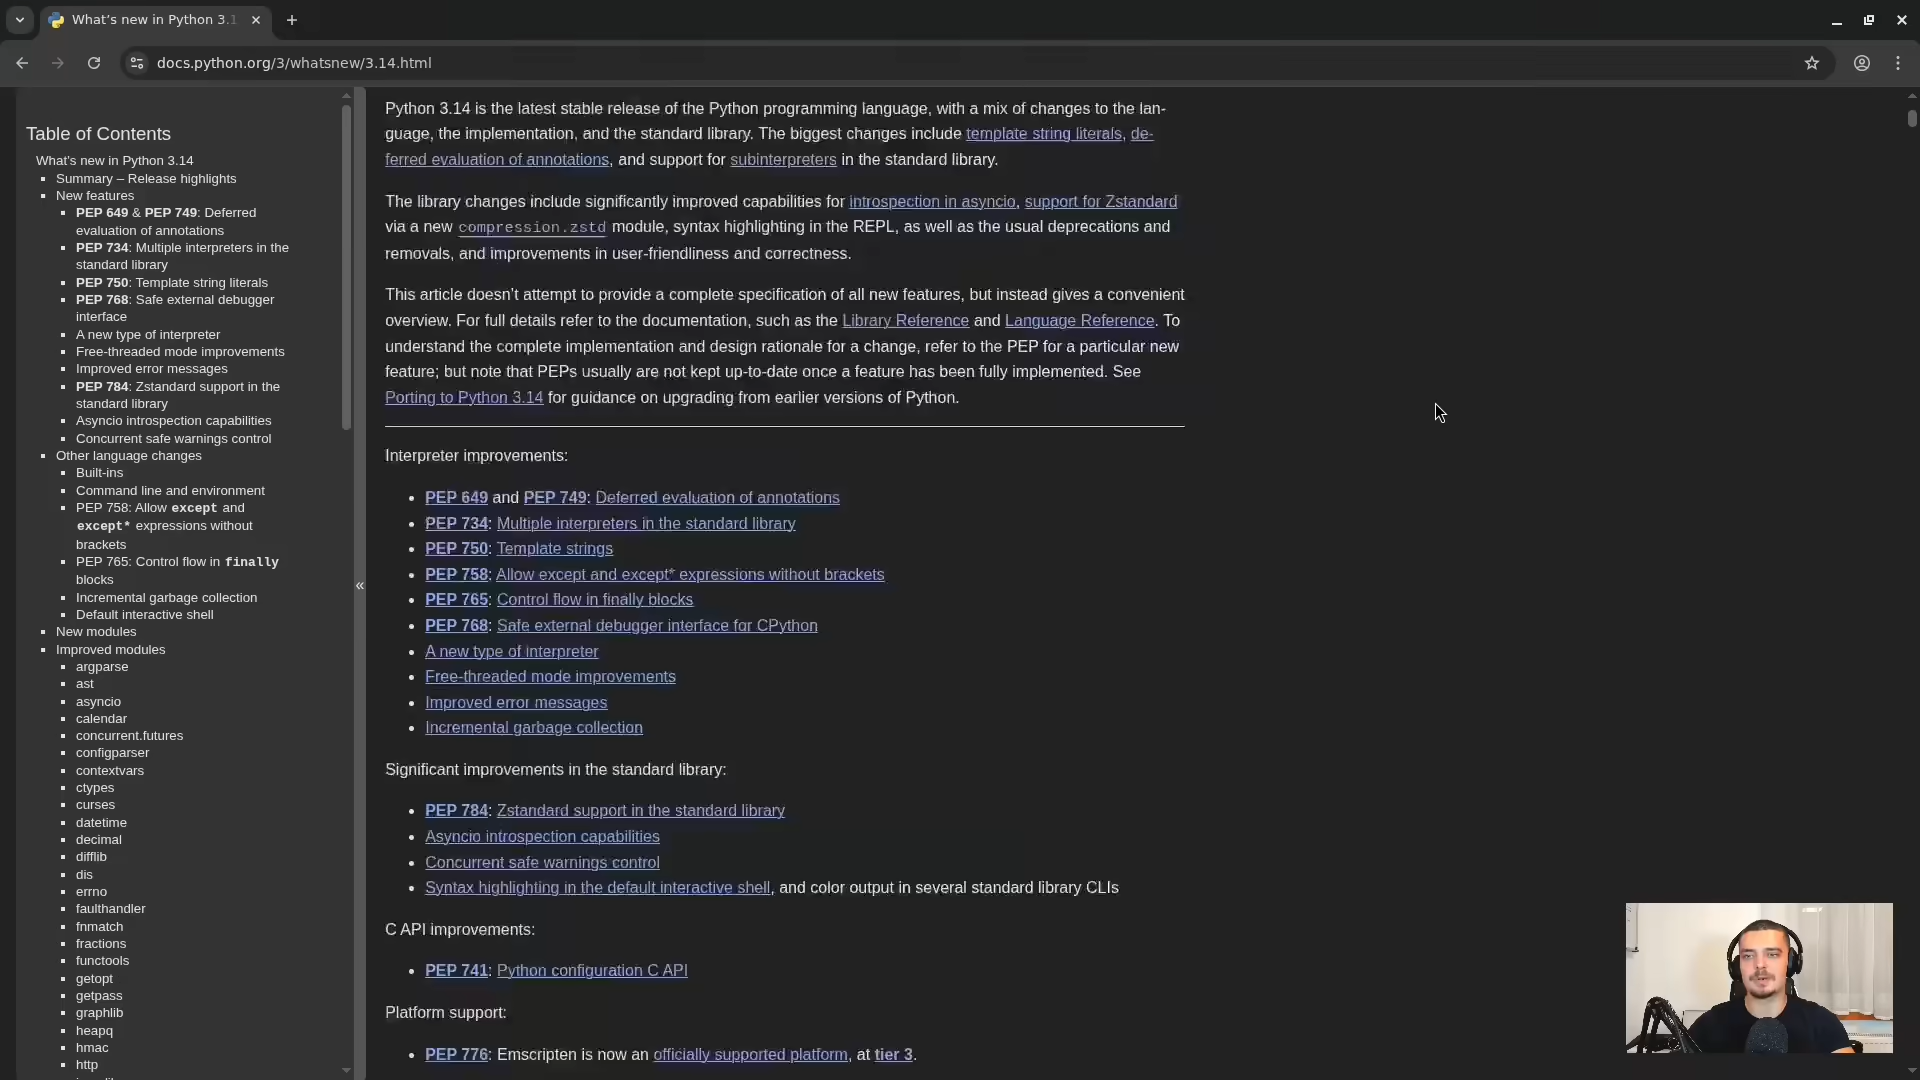 What's new in Python 3.1
docs.python.org/3/whatsnew/3.14.html
Table of Contents
What's new in Python 3.14
Summary – Release highlights
New features
PEP 649 & PEP 749: Deferred
evaluation of annotations
PEP 734: Multiple interpreters in the
standard library
PEP 750: Template string literals
PEP 768: Safe external debugger
interface
A new type of interpreter
Free-threaded mode improvements
Improved error messages
PEP 784: Zstandard support in the
standard library
Asyncio introspection capabilities
Concurrent safe warnings control
Other language changes
Built-ins
Command line and environment
PEP 758: Allow except and
except* expressions without
brackets
PEP 765: Control flow in finally
blocks
Incremental garbage collection
Default interactive shell
New modules
Improved modules
argparse
ast
asyncio
calendar
concurrent.futures
configparser
contextvars
ctypes
curses
datetime
decimal
difflib
dis
errno
faulthandler
fnmatch
fractions
functools
getopt
getpass
graphlib
heapq
hmac
http
«
Python 3.14 is the latest stable release of the Python programming language, with a mix of changes to the lan-
guage, the implementation, and the standard library. The biggest changes include template string literals, de-
ferred evaluation of annotations, and support for subinterpreters in the standard library.
The library changes include significantly improved capabilities for introspection in asyncio, support for Zstandard
via a new compression.zstd module, syntax highlighting in the REPL, as well as the usual deprecations and
removals, and improvements in user-friendliness and correctness.
This article doesn't attempt to provide a complete specification of all new features, but instead gives a convenient
overview. For full details refer to the documentation, such as the Library Reference and Language Reference. To
understand the complete implementation and design rationale for a change, refer to the PEP for a particular new
feature; but note that PEPs usually are not kept up-to-date once a feature has been fully implemented. See
Porting to Python 3.14 for guidance on upgrading from earlier versions of Python.
Interpreter improvements:
PEP 649 and PEP 749: Deferred evaluation of annotations
PEP 734: Multiple interpreters in the standard library
PEP 750: Template strings
PEP 758: Allow except and except* expressions without brackets
PEP 765: Control flow in finally blocks
PEP 768: Safe external debugger interface for CPython
A new type of interpreter
Free-threaded mode improvements
Improved error messages
Incremental garbage collection
Significant improvements in the standard library:
PEP 784: Zstandard support in the standard library
Asyncio introspection capabilities
Concurrent safe warnings control
Syntax highlighting in the default interactive shell, and color output in several standard library CLIs
C API improvements:
PEP 741: Python configuration C API
Platform support:
PEP 776: Emscripten is now an officially supported platform, at tier 3.